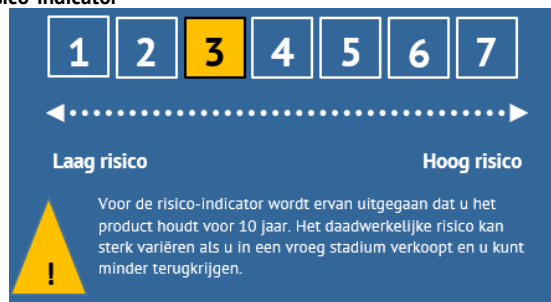 sico-indicator
1 2 3 4 5 6 7
Laag risico Hoog risico
Voor de risico-indicator wordt ervan uitgegaan dat u het
product houdt voor 10 jaar. Het daadwerkelijke risico kan
sterk variëren als u in een vroeg stadium verkoopt en u kunt
minder terugkrijgen.
!